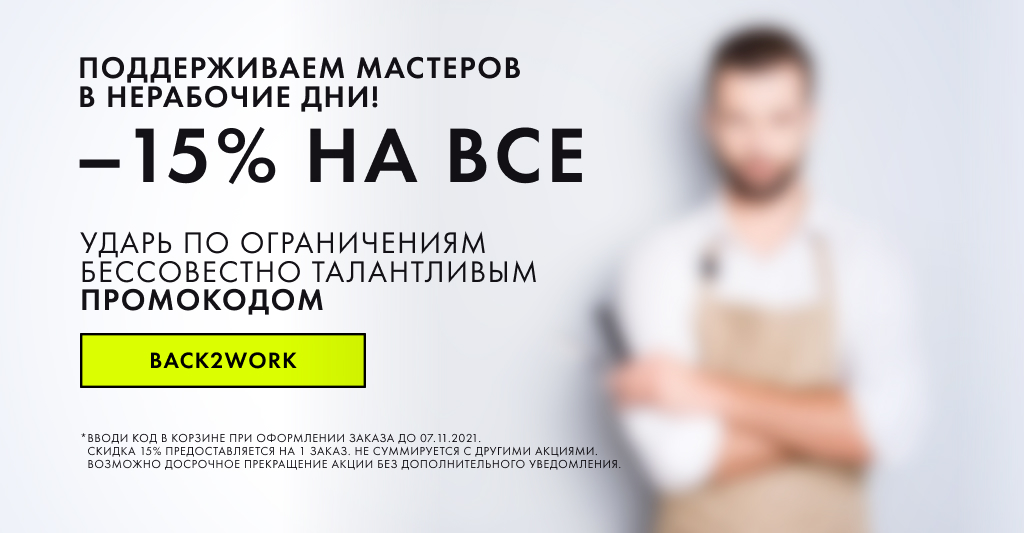 ПОДДЕРЖИВАЕМ МАСТЕРОВ
В НЕРАБОЧИЕ ДНИ!
–15% НА ВСЕ
УДАРЬ ПО ОГРАНИЧЕНИЯМ
БЕССОВЕСТНО ТАЛАНТЛИВЫМ
ПРОМОКОДОМ
BACK2WORK
*ВВОДИ КОД В КОРЗИНЕ ПРИ ОФОРМЛЕНИИ ЗАКАЗА ДО 07.11.2021.
СКИДКА 15% ПРЕДОСТАВЛЯЕТСЯ НА 1 ЗАКАЗ. НЕ СУММИРУЕТСЯ С ДРУГИМИ АКЦИЯМИ.
ВОЗМОЖНО ДОСРОЧНОЕ ПРЕКРАЩЕНИЕ АКЦИИ БЕЗ ДОПОЛНИТЕЛЬНОГО УВЕДОМЛЕНИЯ.